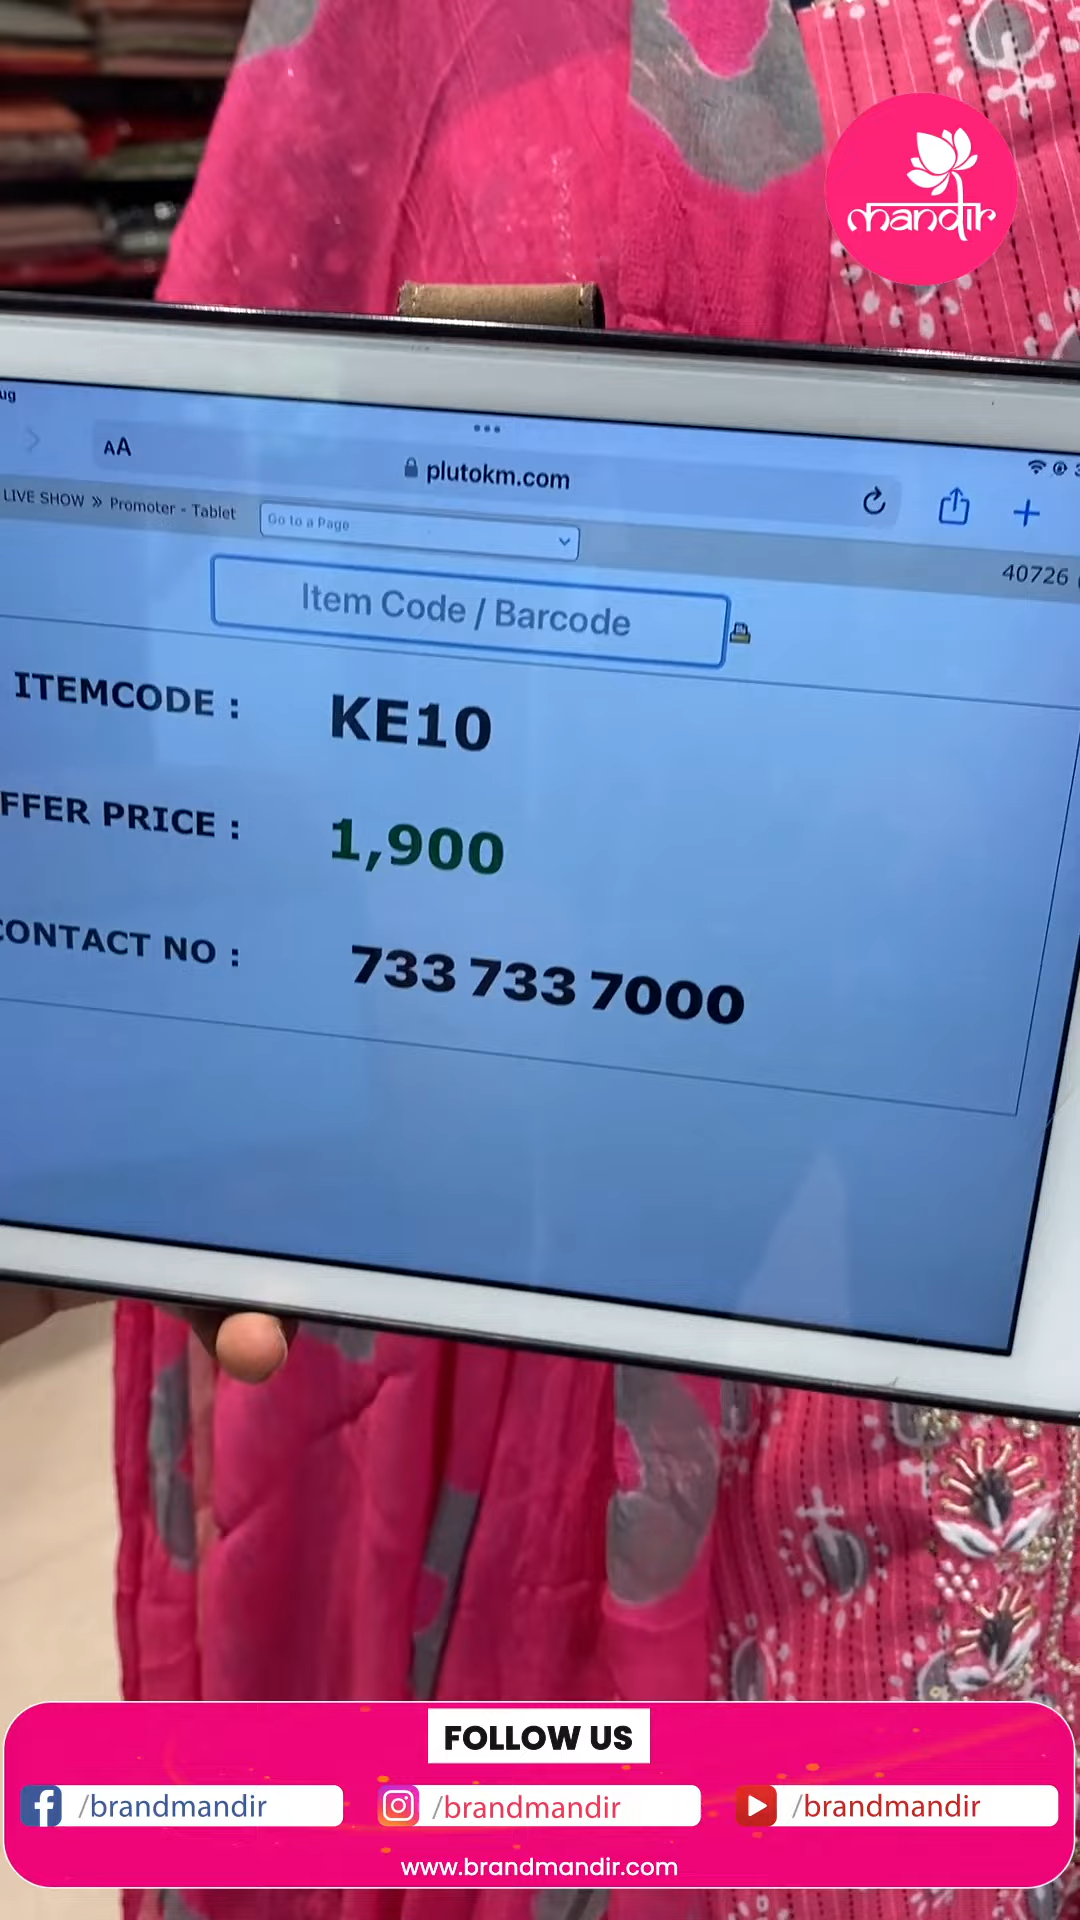 mandir
ug
AA
plutokm.com
LIVE SHOW » Promoter - Tablet
Go to a Page
40726
Item Code / Barcode
ITEMCODE : KE10
FFER PRICE : 1,900
CONTACT NO : 733 733 7000
FOLLOW US
/brandmandir /brandmandir /brandmandir
www.brandmandir.com